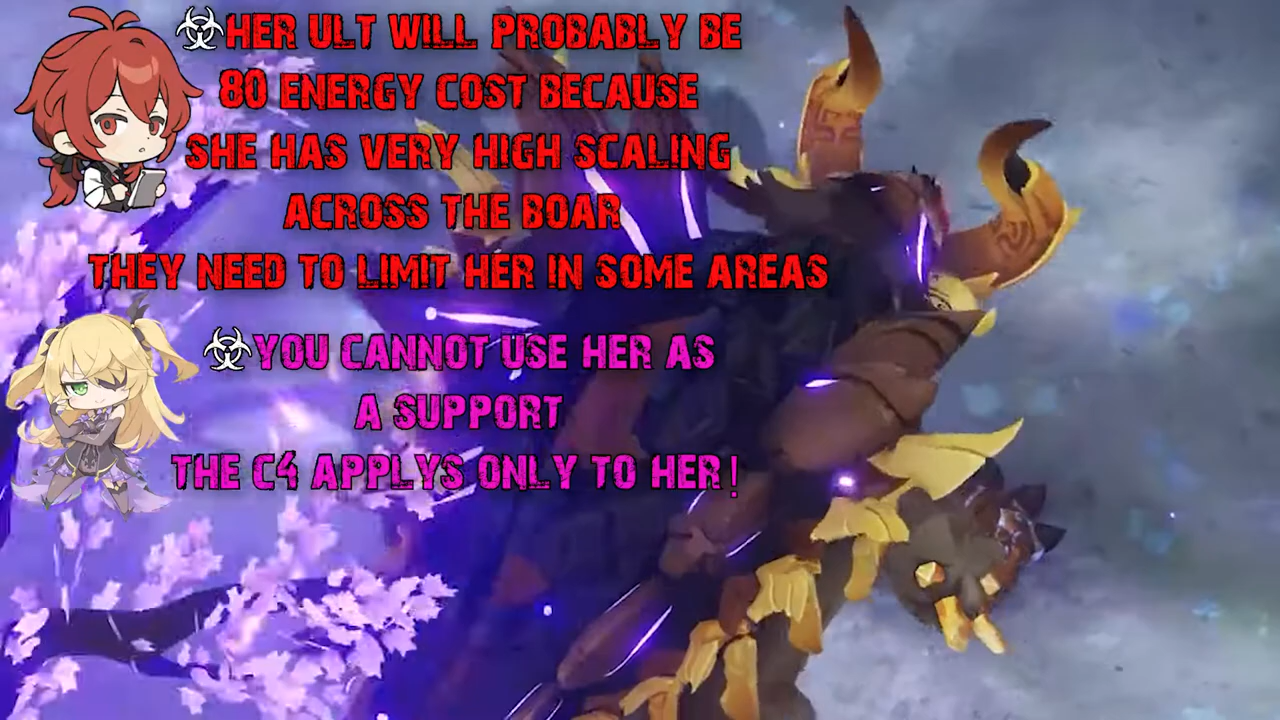 ☣HER ULT WILL PROBABLY BE
80 ENERGY COST BECAUSE
SHE HAS VERY HIGH SCALING
ACROSS THE BOAR
THEY NEED TO LIMIT HER IN SOME AREAS
☣YOU CANNOT USE HER AS
A SUPPORT
THE C4 APPLYS ONLY TO HER!